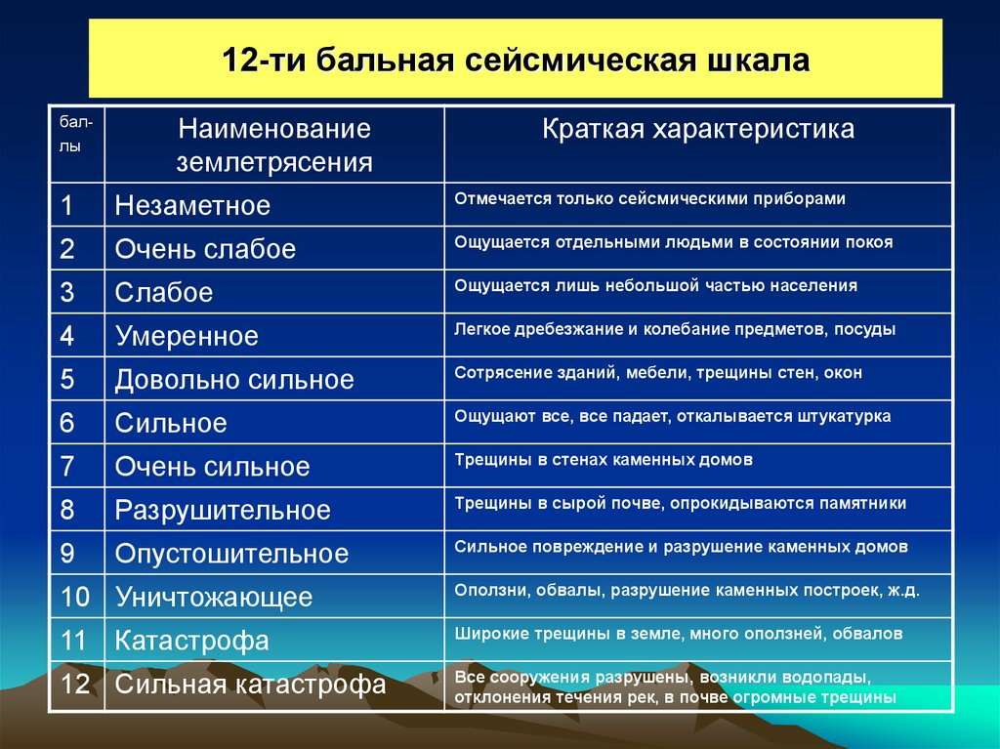 12-ти бальная сейсмическая шкала
бал-
лы
Наименование
землетрясения
Краткая характеристика
1 Незаметное Отмечается только сейсмическими приборами
2 Очень слабое Ощущается отдельными людьми в состоянии покоя
3 Слабое Ощущается лишь небольшой частью населения
4 Умеренное Легкое дребезжание и колебание предметов, посуды
5 Довольно сильное Сотрясение зданий, мебели, трещины стен, окон
6 Сильное Ощущают все, все падает, откалывается штукатурка
7 Очень сильное Трещины в стенах каменных домов
8 Разрушительное Трещины в сырой почве, опрокидываются памятники
9 Опустошительное Сильное повреждение и разрушение каменных домов
10 Уничтожающее Оползни, обвалы, разрушение каменных построек, ж.д.
11 Катастрофа Широкие трещины в земле, много оползней, обвалов
12 Сильная катастрофа Все сооружения разрушены, возникли водопады,
отклонения течения рек, в почве огромные трещины